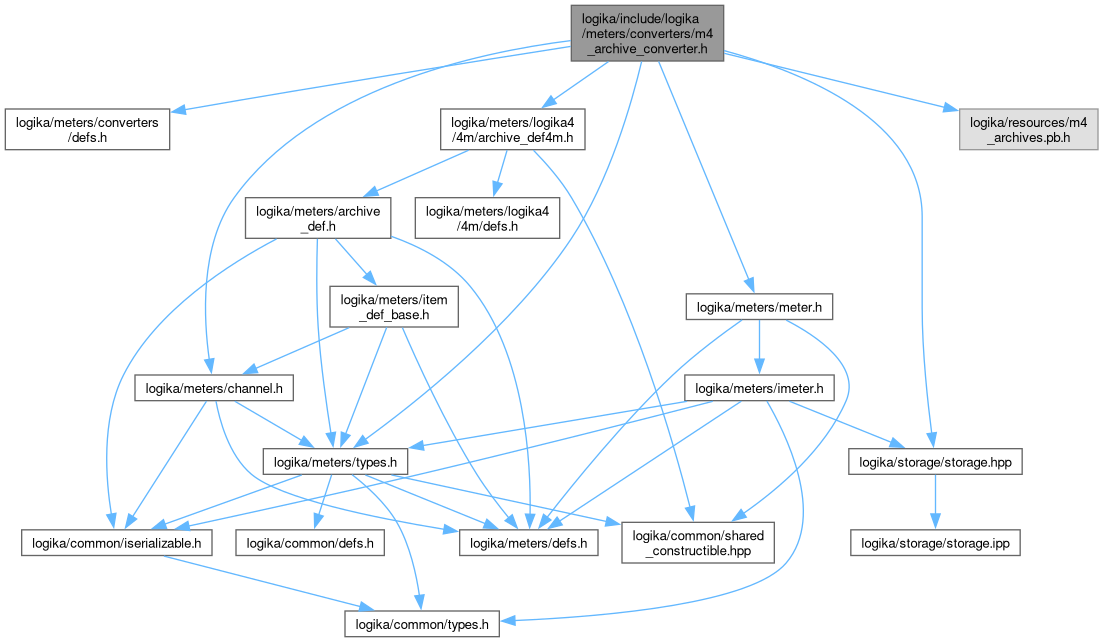 logika/include/logika
/meters/converters/m4
_archive_converter.h
logika/meters/converters
/defs.h
logika/meters/logika4
/4m/archive_def4m.h
logika/resources/m4
_archives.pb.h
logika/meters/archive
_def.h
logika/meters/logika4
/4m/defs.h
logika/meters/item
_def_base.h
logika/meters/meter.h
logika/meters/channel.h
logika/meters/imeter.h
logika/meters/types.h
logika/storage/storage.hpp
logika/common/iserializable.h
logika/common/defs.h
logika/meters/defs.h
logika/common/shared
_constructible.hpp
logika/storage/storage.ipp
logika/common/types.h